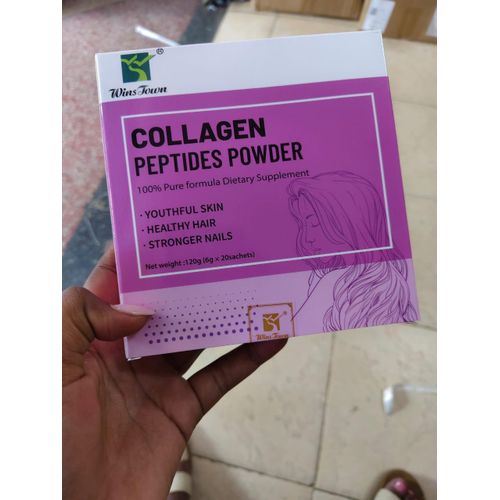 ®
Wins Town
COLLAGEN
PEPTIDES POWDER
100% Pure formula Dietary Supplement
· YOUTHFUL SKIN
· HEALTHY HAIR
· STRONGER NAILS
Net weight :120g (6g x 20sachets)
Wins Town